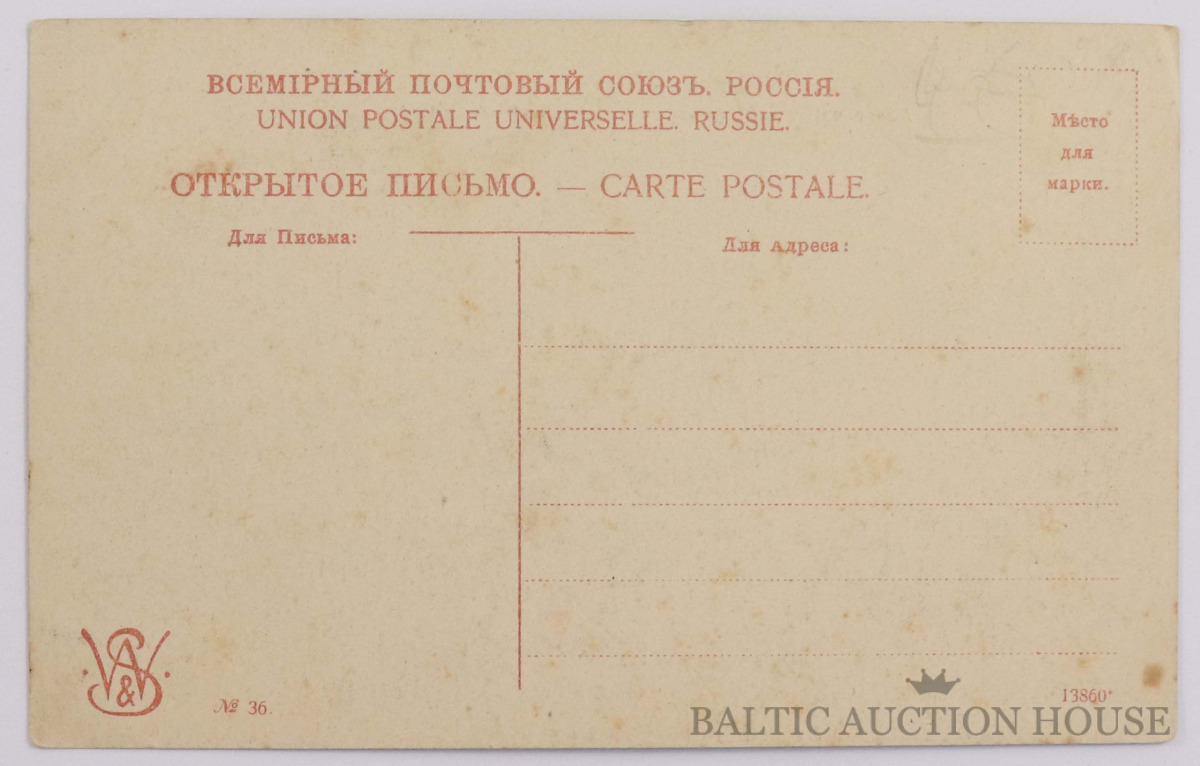 ВСЕМІРНЫЙ ПОЧТОВЫЙ СОЮЗЪ. РОССІЯ.
UNION POSTALE UNIVERSELLE. RUSSIE.
ОТКРЫТОЕ ПИСЬМО. — CARTE POSTALE.
Мѣсто
для
марки.
Для Письма:
Для Адреса:
№ 36.
13860*
BALTIC AUCTION HOUSE